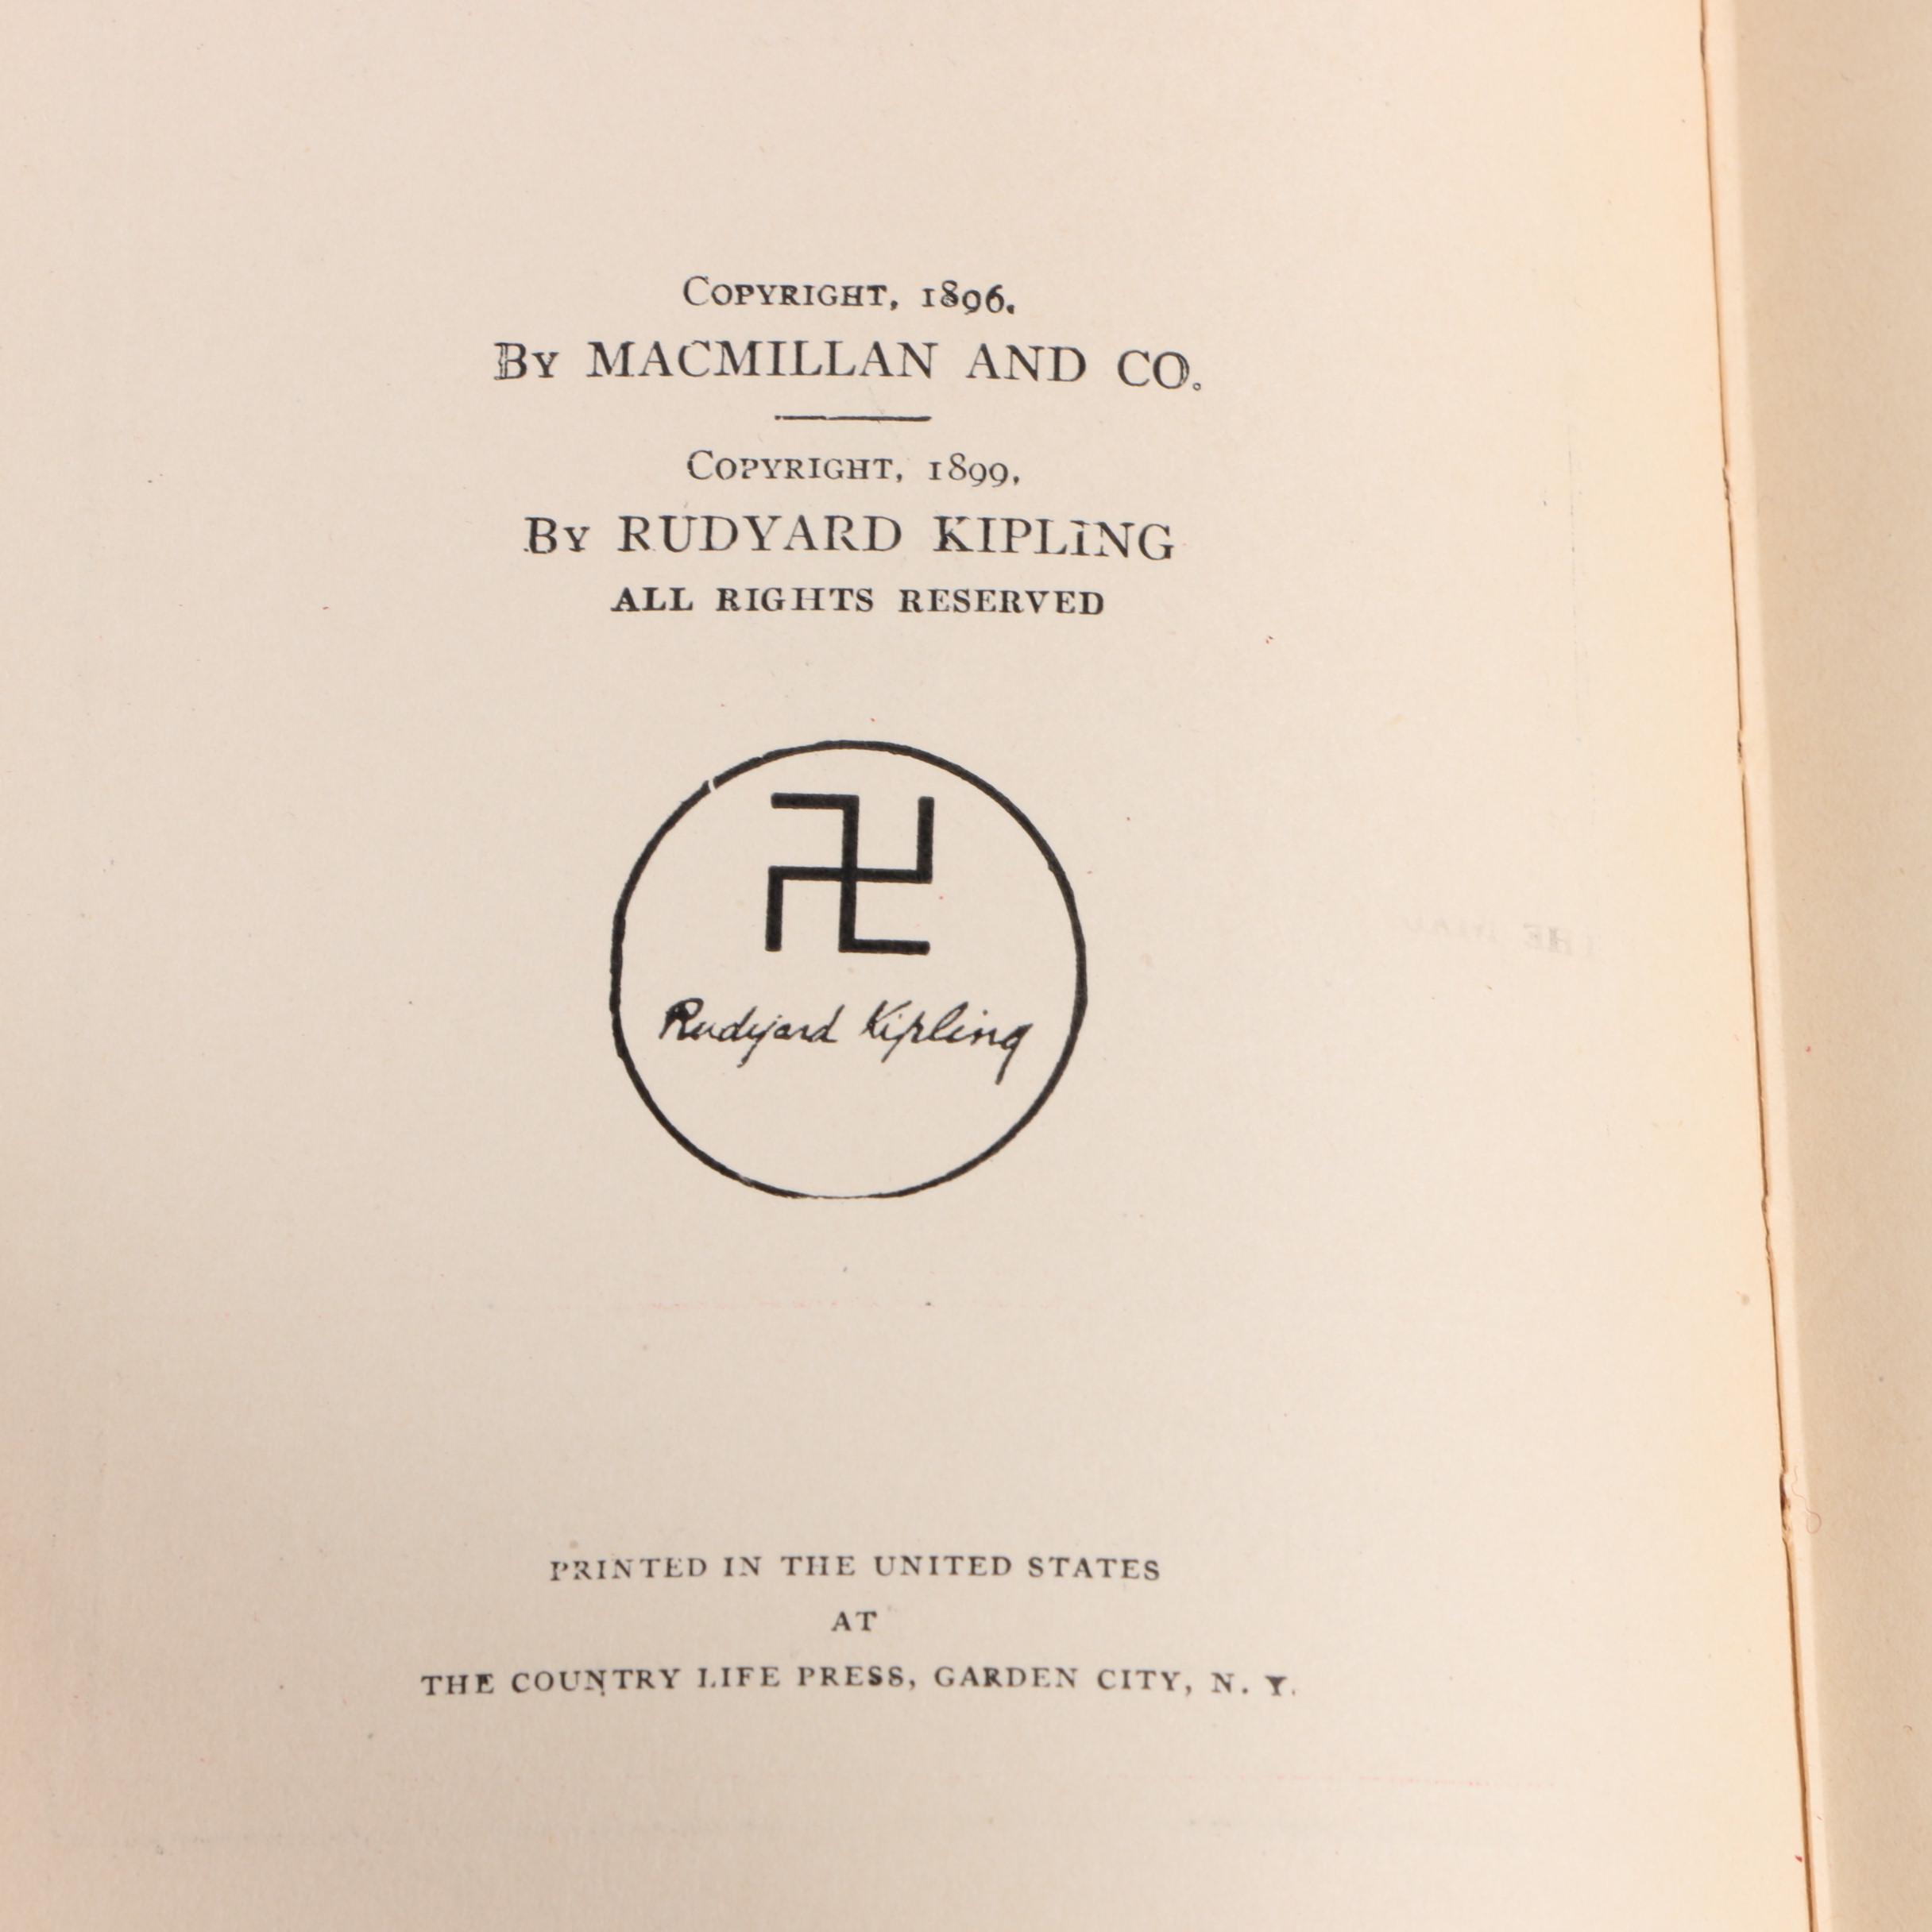 COPYRIGHT, 1896.
BY MACMILLAN AND CO.
COPYRIGHT, 1899,
BY RUDYARD KIPLING
ALL RIGHTS RESERVED
Rudyard Kipling
PRINTED IN THE UNITED STATES
AT
THE COUNTRY LIFE PRESS, GARDEN CITY, N. Y.